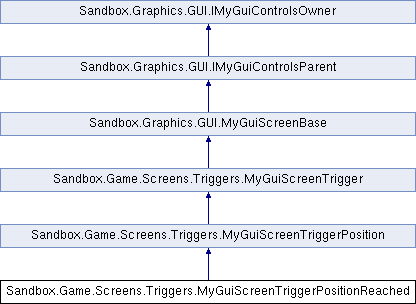 Sandbox.Graphics.GUI.IMyGuiControlsOwner
Sandbox.Graphics.GUI.IMyGuiControlsParent
Sandbox.Graphics.GUI.MyGuiScreenBase
Sandbox.Game.Screens.Triggers.MyGuiScreenTrigger
Sandbox.Game.Screens.Triggers.MyGuiScreenTriggerPosition
Sandbox.Game.Screens.Triggers.MyGuiScreenTriggerPositionReached